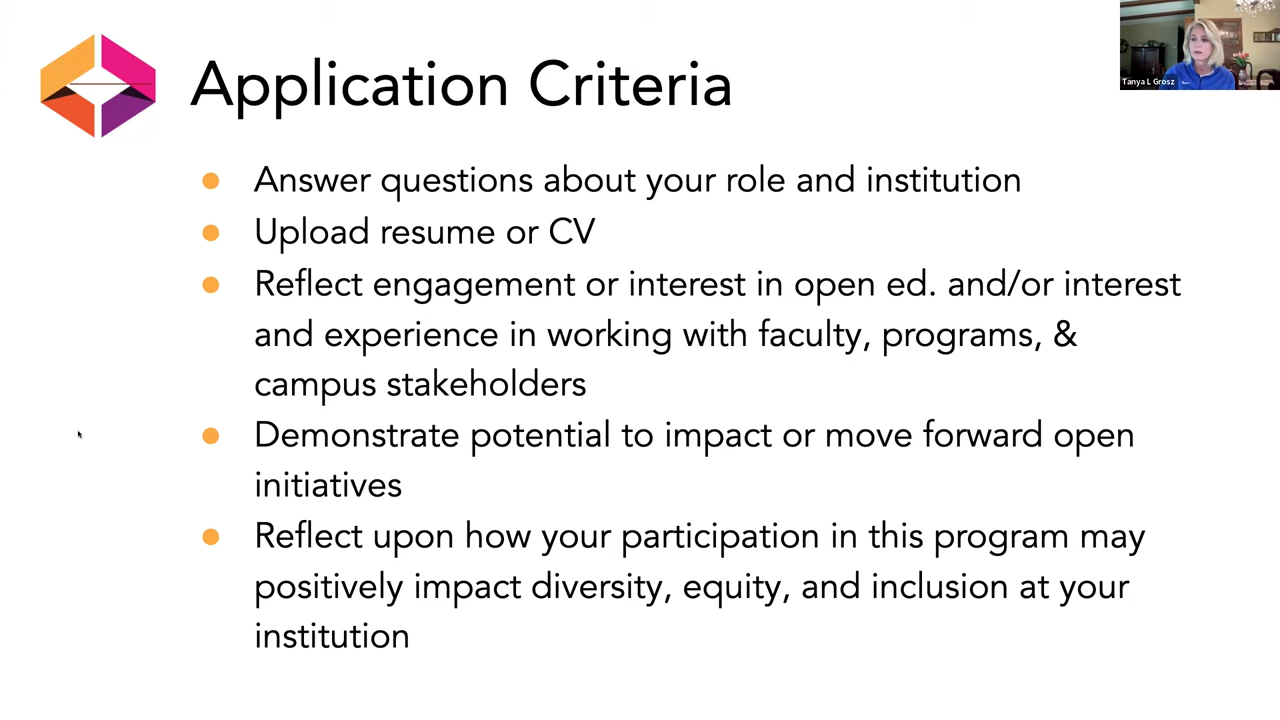 Application Criteria
Tanya L Grosz
● Answer questions about your role and institution
● Upload resume or CV
● Reflect engagement or interest in open ed. and/or interest
and experience in working with faculty, programs, &
campus stakeholders
● Demonstrate potential to impact or move forward open
initiatives
● Reflect upon how your participation in this program may
positively impact diversity, equity, and inclusion at your
institution